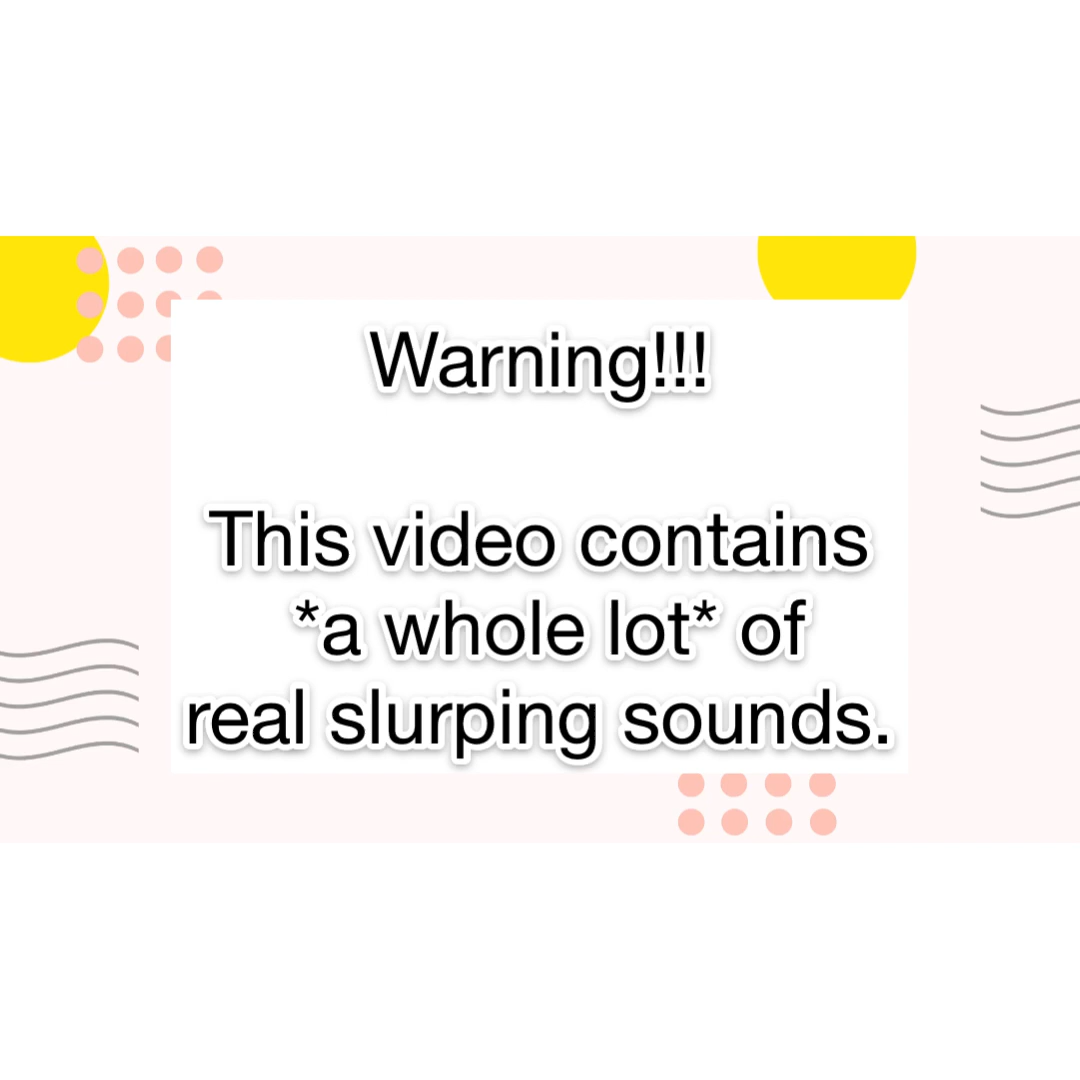 Warning!!!
This video contains
*a whole lot* of
real slurping sounds.